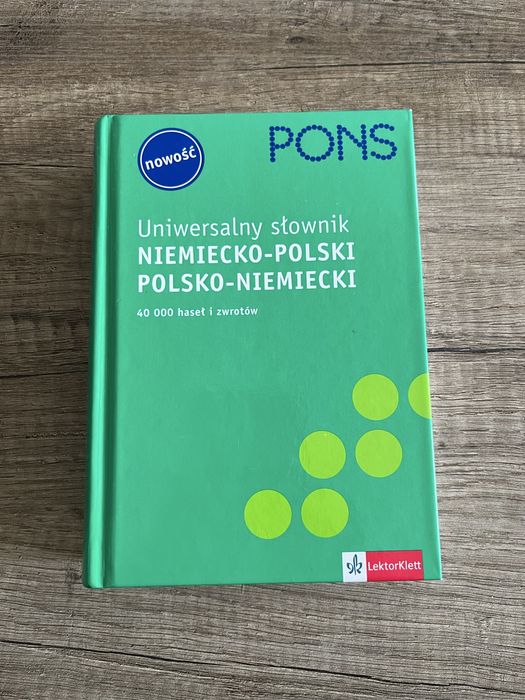 nowość
PONS
Uniwersalny słownik
NIEMIECKO-POLSKI
POLSKO-NIEMIECKI
40 000 haseł i zwrotów
LektorKlett